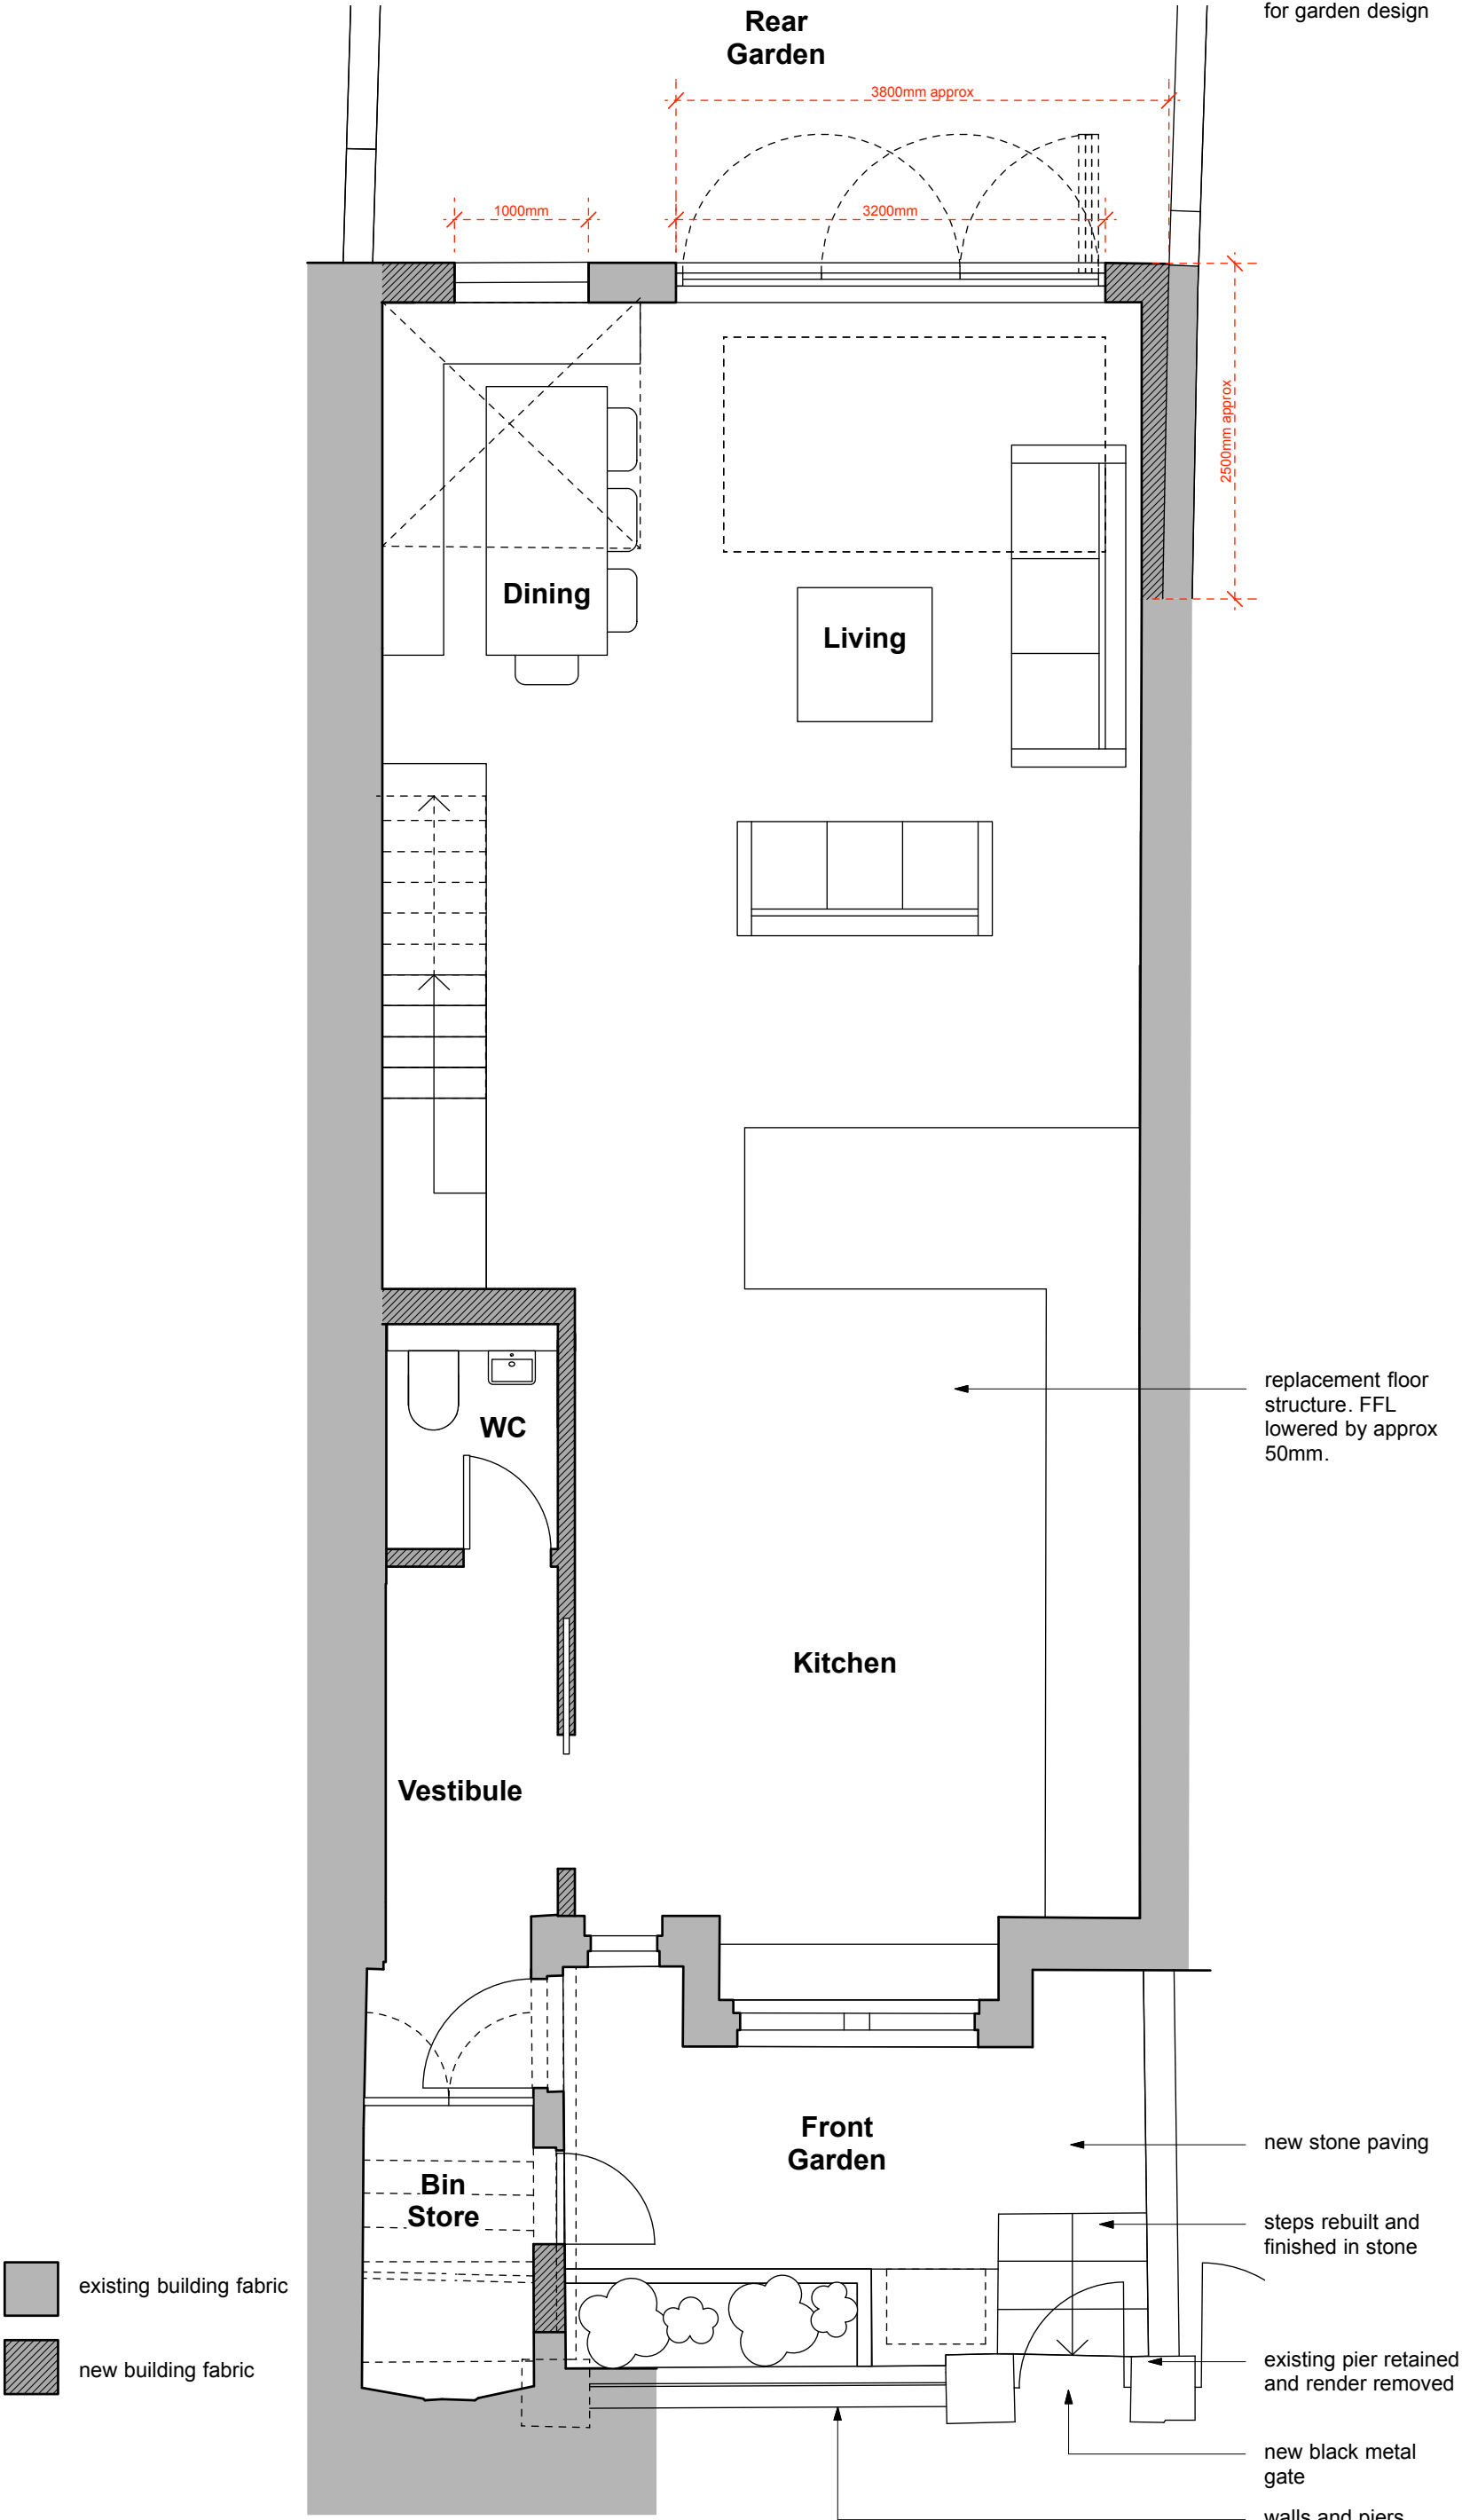 for garden design
Rear
Garden
3800mm approx
1000mm
3200mm
2500mm approx
Dining
Living
replacement floor
structure. FFL
lowered by approx
50mm.
WC
Kitchen
Vestibule
Front
Garden
new stone paving
Bin
Store
steps rebuilt and
finished in stone
existing building fabric
new building fabric
existing pier retained
and render removed
new black metal
gate
walls and piers